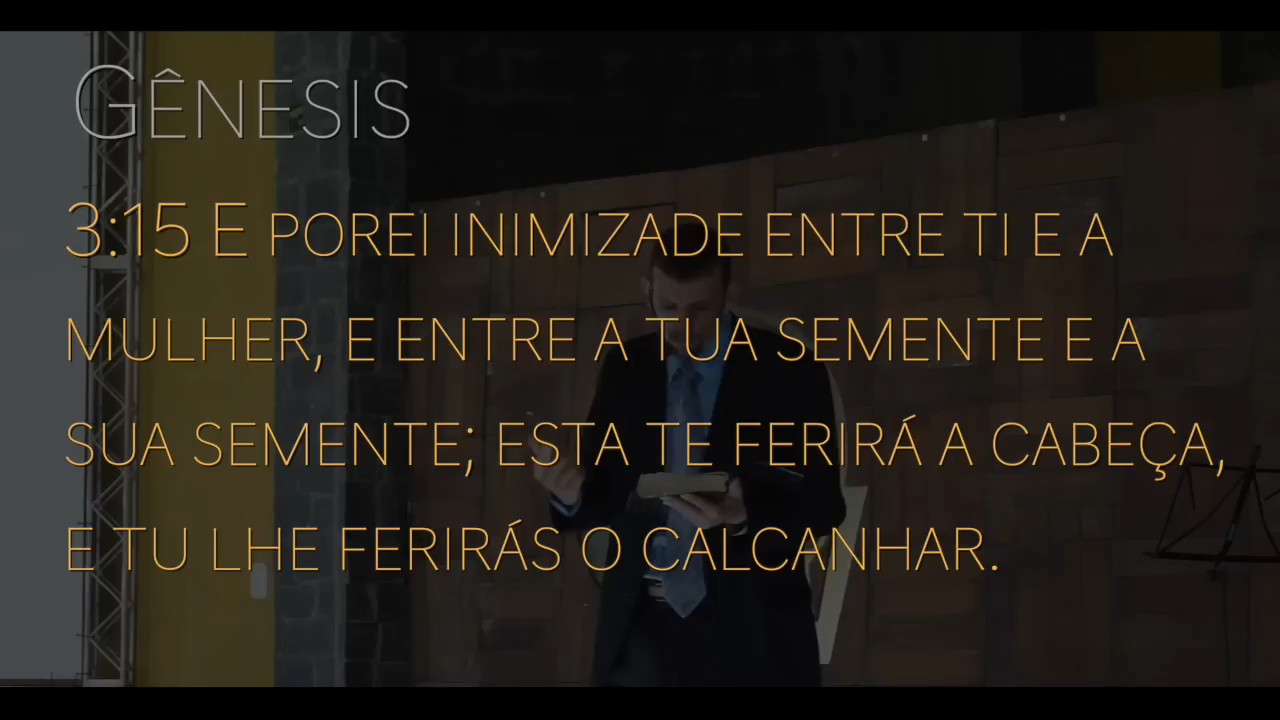 Gênesis
3:15 E porei inimizade entre ti e a
mulher, e entre a tua semente e a
sua semente; esta te ferirá a cabeça,
e tu lhe ferirás o calcanhar.